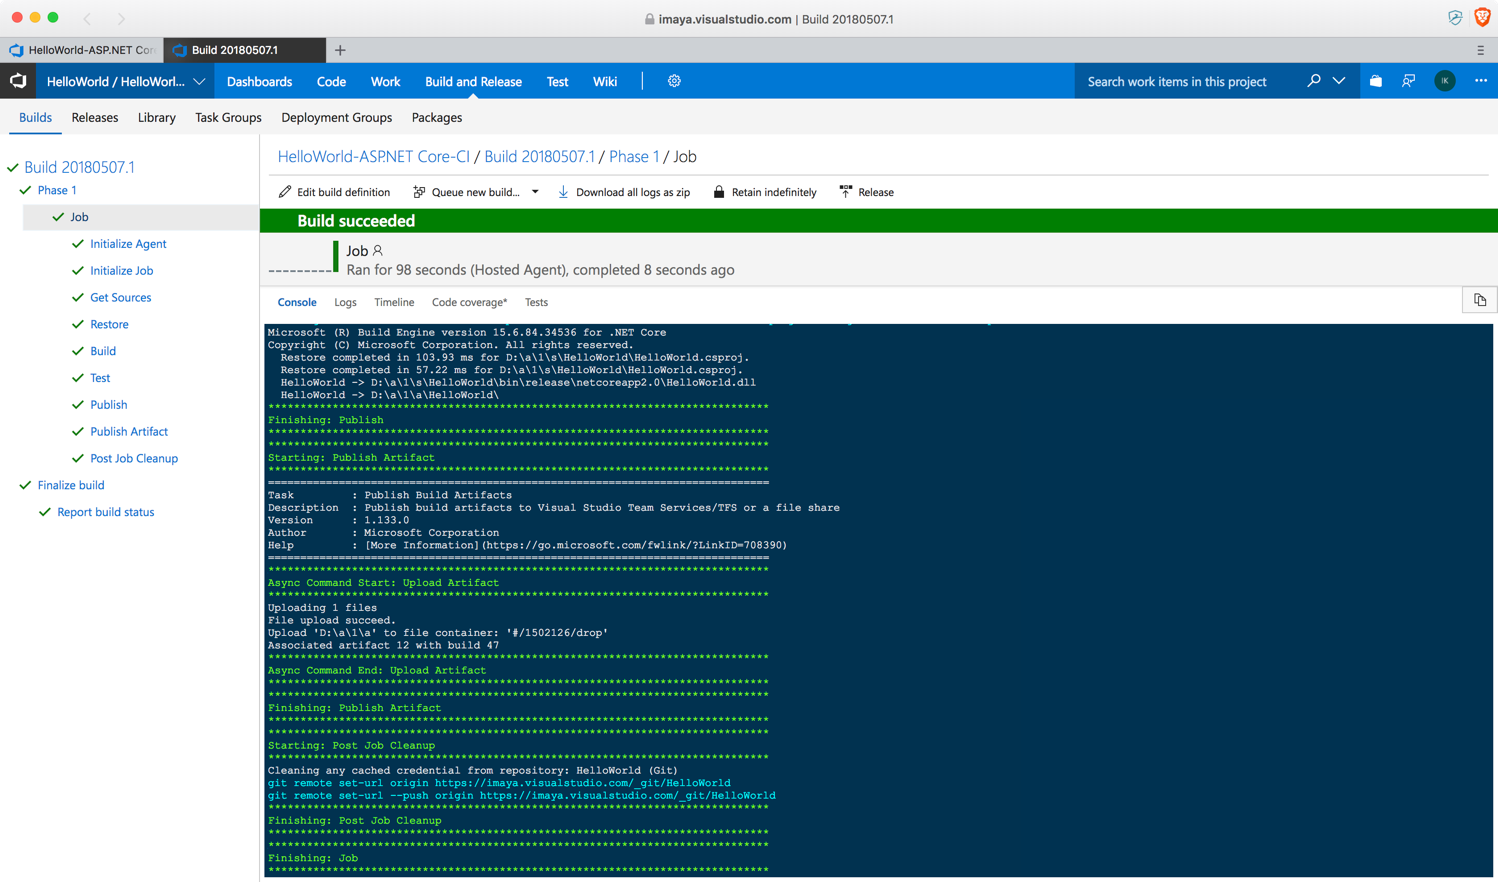 imaya.visualstudio.com | Build 20180507.1
HelloWorld-ASP.NET Co
Build 20180507.1
HelloWorld / HelloWorl...
Dashboards
Code
Work
Build and Release
Test
Wiki
Search work items in this project
IK
Builds
Releases
Library
Task Groups
Deployment Groups
Packages
Build 20180507.1
Phase 1
Job
Initialize Agent
Initialize Job
Get Sources
Restore
Build
Test
Publish
Publish Artifact
Post Job Cleanup
Finalize build
Report build status
HelloWorld-ASP.NET Core-CI / Build 20180507.1 / Phase 1 / Job
Edit build definition
Queue new build...
Download all logs as zip
Retain indefinitely
Release
Build succeeded
Job
Ran for 98 seconds (Hosted Agent), completed 8 seconds ago
Console
Logs
Timeline
Code coverage*
Tests
Microsoft (R) Build Engine version 15.6.84.34536 for .NET Core
Copyright (C) Microsoft Corporation. All rights reserved.
Restore completed in 103.93 ms for D:\a\1\s\HelloWorld\HelloWorld.csproj.
Restore completed in 57.22 ms for D:\a\1\s\HelloWorld\HelloWorld.csproj.
HelloWorld -> D:\a\1\s\HelloWorld\bin\release\netcoreapp2.0\HelloWorld.dll
HelloWorld -> D:\a\1\a\HelloWorld\
******************************************************************************
Finishing: Publish
******************************************************************************
******************************************************************************
Starting: Publish Artifact
******************************************************************************
==============================================================================
Task : Publish Build Artifacts
Description : Publish build artifacts to Visual Studio Team Services/TFS or a file share
Version : 1.133.0
Author : Microsoft Corporation
Help : [More Information](https://go.microsoft.com/fwlink/?LinkID=708390)
==============================================================================
******************************************************************************
Async Command Start: Upload Artifact
******************************************************************************
Uploading 1 files
File upload succeed.
Upload 'D:\a\1\a' to file container: '#/1502126/drop'
Associated artifact 12 with build 47
******************************************************************************
Async Command End: Upload Artifact
******************************************************************************
******************************************************************************
Finishing: Publish Artifact
******************************************************************************
******************************************************************************
Starting: Post Job Cleanup
******************************************************************************
Cleaning any cached credential from repository: HelloWorld (Git)
git remote set-url origin https://imaya.visualstudio.com/_git/HelloWorld
git remote set-url --push origin https://imaya.visualstudio.com/_git/HelloWorld
******************************************************************************
Finishing: Post Job Cleanup
******************************************************************************
******************************************************************************
Finishing: Job
******************************************************************************